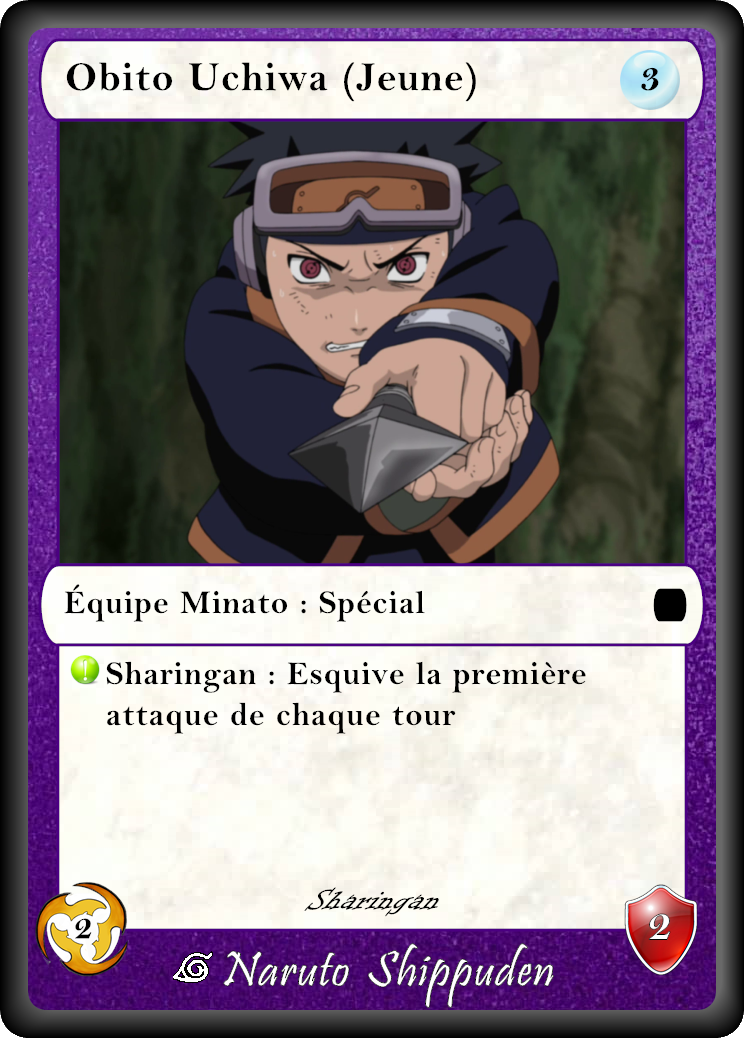 Obito Uchiwa (Jeune)
3
Équipe Minato : Spécial
Sharingan : Esquive la première
attaque de chaque tour
Sharingan
2
2
Naruto Shippuden